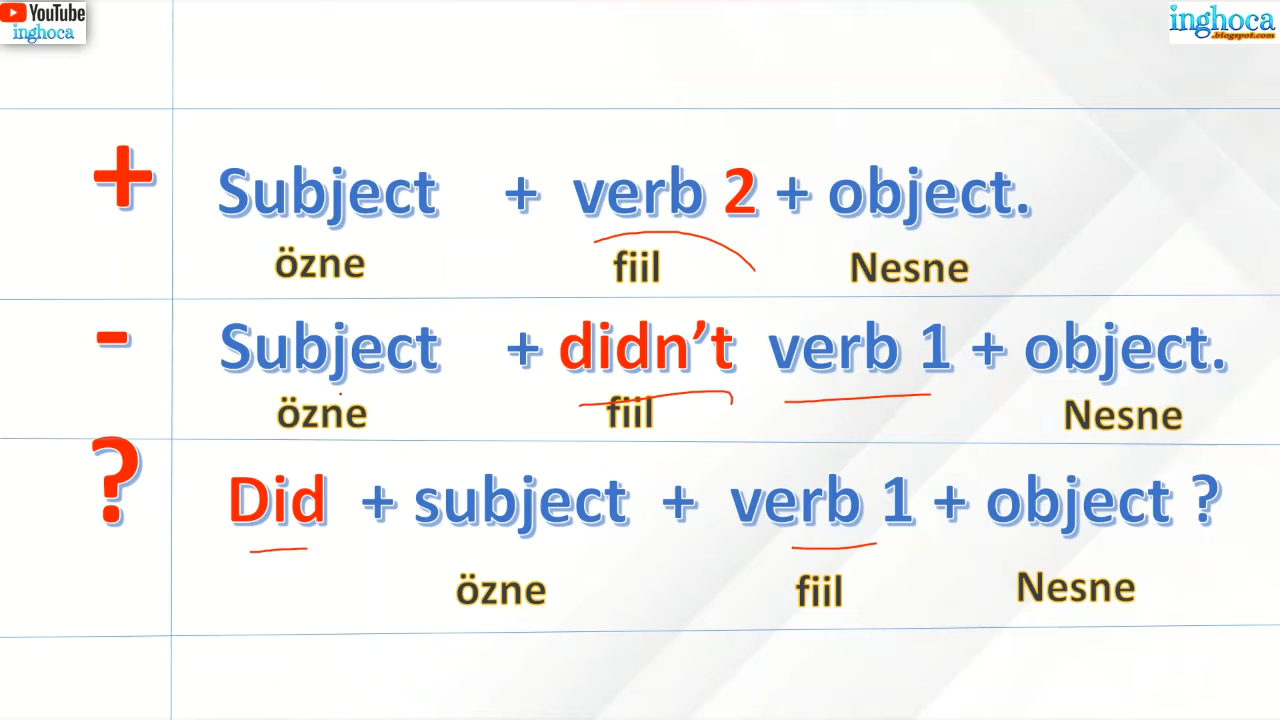 YouTube
inghoca
inghoca
.blogspot.com
+ Subject + verb 2 + object.
özne fiil Nesne
- Subject + didn't verb 1 + object.
özne fiil Nesne
? Did + subject + verb 1 + object ?
özne fiil Nesne